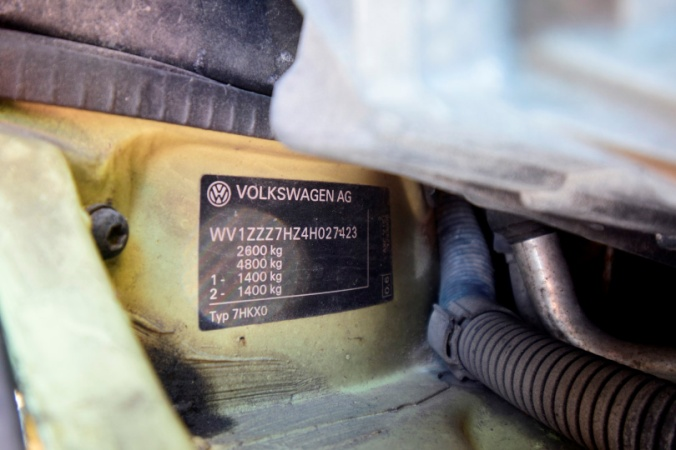 VOLKSWAGEN AG
WV1ZZZ7HZ4H027423
2600 kg
4800 kg
1 - 1400 kg
2 - 1400 kg
Typ 7HKX0